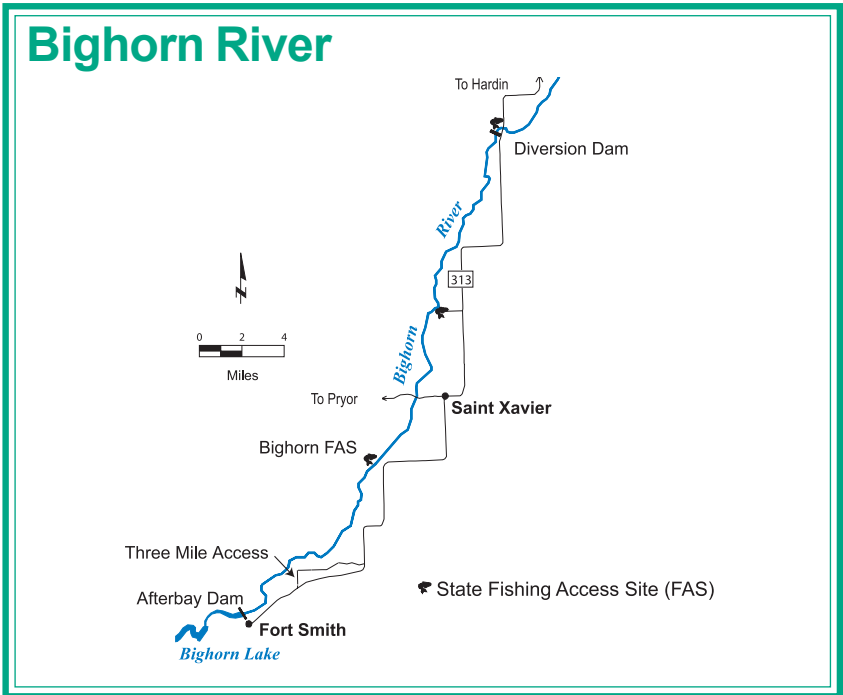 Bighorn River
To Hardin
Diversion Dam
River
313
N
0 2 4
Miles
Bighorn
To Pryor
Saint Xavier
Bighorn FAS
Three Mile Access
State Fishing Access Site (FAS)
Afterbay Dam
Fort Smith
Bighorn Lake